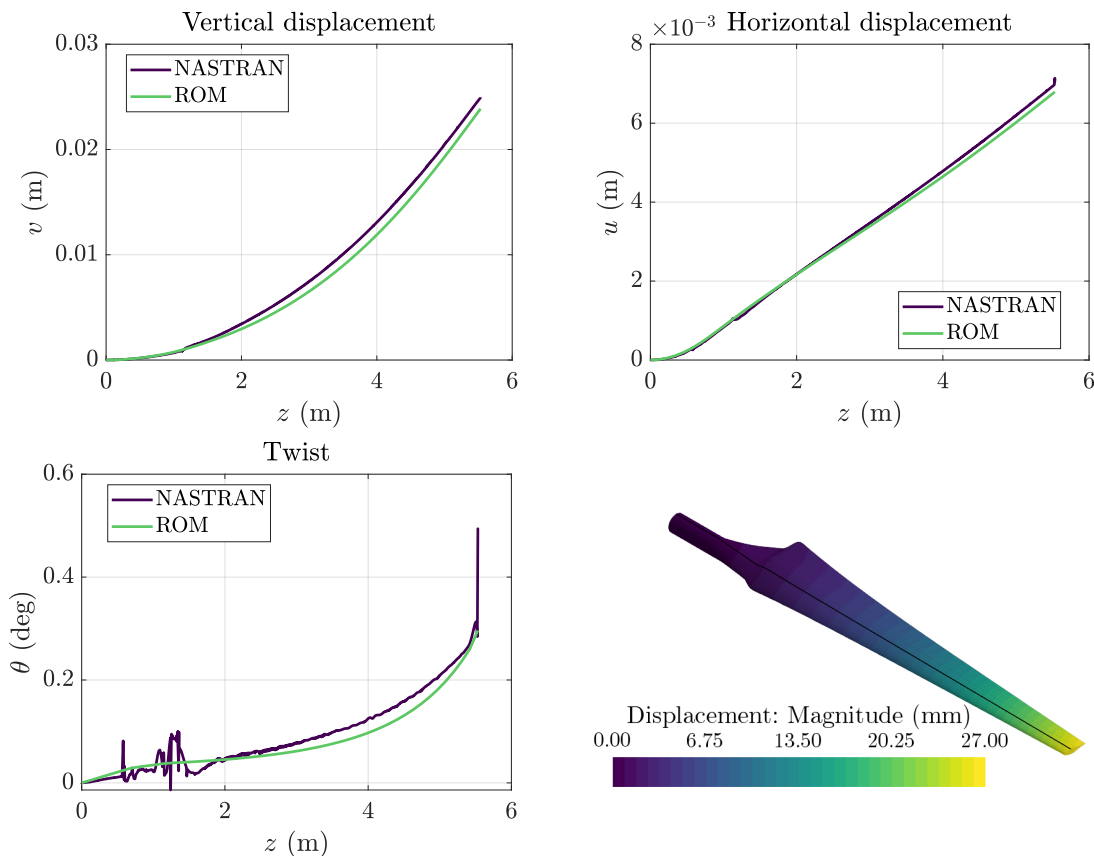 Vertical displacement
0.03
0.02
0.01
0
v (m)
NASTRAN
ROM
0 2 4 6
z (m)
×10⁻³ Horizontal displacement
8
6
4
2
0
u (m)
NASTRAN
ROM
0 2 4 6
z (m)
Twist
0.6
0.4
0.2
0
θ (deg)
NASTRAN
ROM
0 2 4 6
z (m)
Displacement: Magnitude (mm)
0.00 6.75 13.50 20.25 27.00